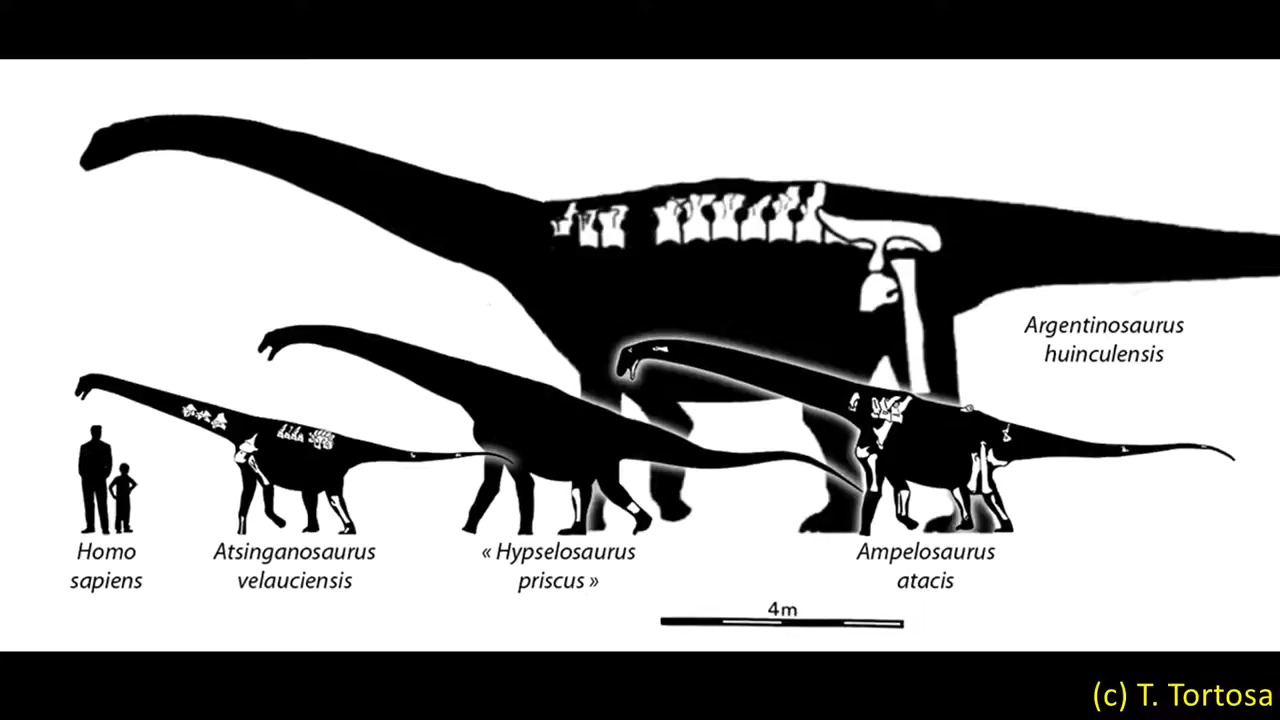 Argentinosaurus
huinculensis
Homo
sapiens
Atsinganosaurus
velauciensis
« Hypselosaurus
priscus »
Ampelosaurus
atacis
4m
(c) T. Tortosa